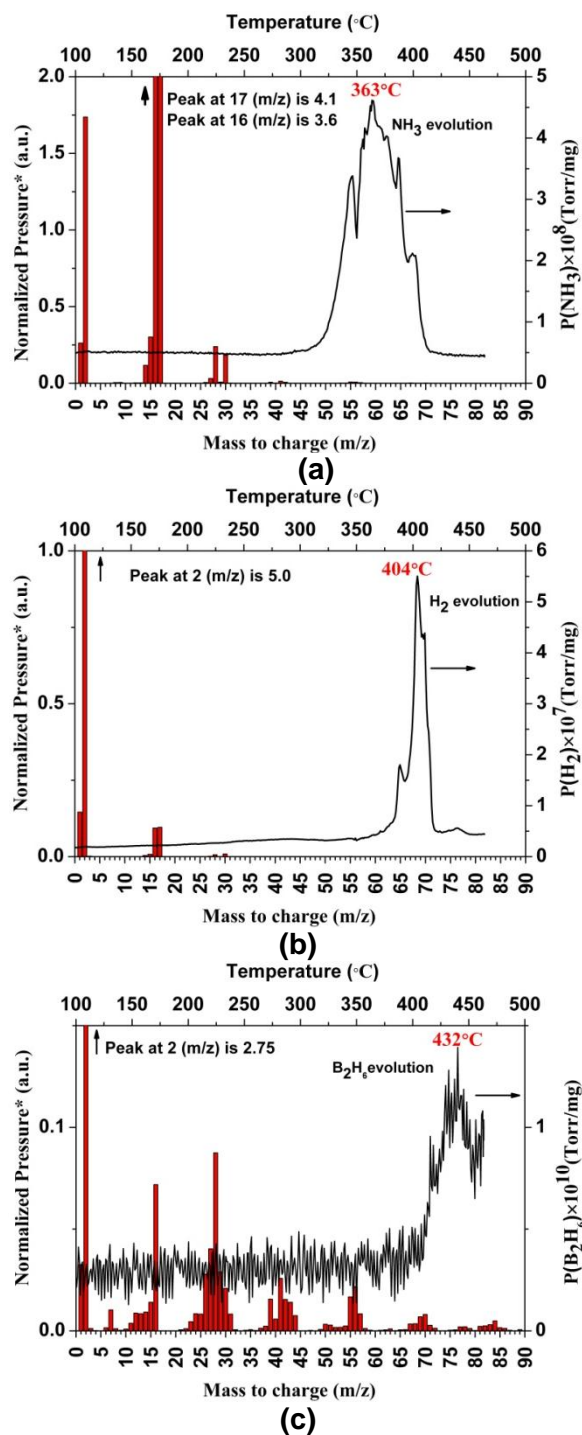 Temperature (°C)
100 150 200 250 300 350 400 450 500
2.0 1.5 1.0 0.5 0.0
Normalized Pressure* (a.u.)
Peak at 17 (m/z) is 4.1
Peak at 16 (m/z) is 3.6
363°C
NH3 evolution
5 4 3 2 1 0
P(NH3)×10^8(Torr/mg)
0 5 10 15 20 25 30 35 40 45 50 55 60 65 70 75 80 85 90
Mass to charge (m/z)
(a)
Temperature (°C)
100 150 200 250 300 350 400 450 500
1.0 0.5 0.0
Normalized Pressure* (a.u.)
Peak at 2 (m/z) is 5.0
404°C
H2 evolution
6 5 4 3 2 1 0
P(H2)×10^7(Torr/mg)
0 5 10 15 20 25 30 35 40 45 50 55 60 65 70 75 80 85 90
Mass to charge (m/z)
(b)
Temperature (°C)
100 150 200 250 300 350 400 450 500
0.1 0.0
Normalized Pressure* (a.u.)
Peak at 2 (m/z) is 2.75
432°C
B2H6evolution
1 0
P(B2H6)×10^10(Torr/mg)
0 5 10 15 20 25 30 35 40 45 50 55 60 65 70 75 80 85 90
Mass to charge (m/z)
(c)